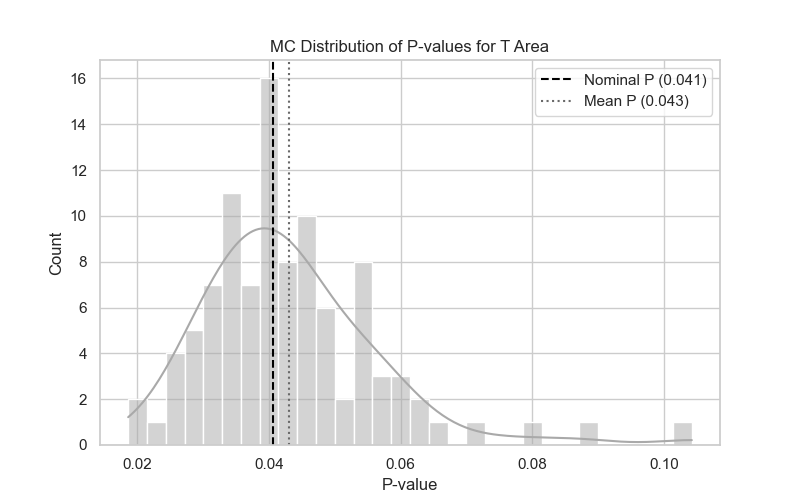 MC Distribution of P-values for T Area
Nominal P (0.041)
Mean P (0.043)
16
14
12
10
8
6
4
2
0
Count
0.02 0.04 0.06 0.08 0.10
P-value